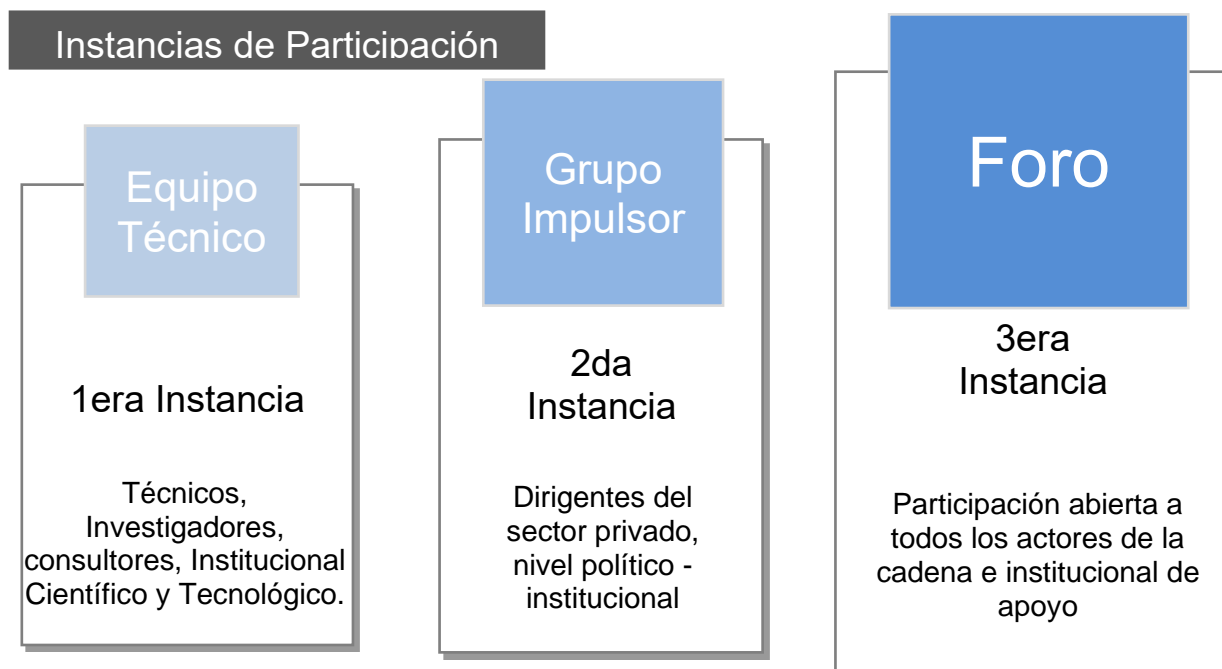 Instancias de Participación
Equipo
Técnico
1era Instancia
Técnicos,
Investigadores,
consultores, Institucional
Científico y Tecnológico.
Grupo
Impulsor
2da
Instancia
Dirigentes del
sector privado,
nivel político -
institucional
Foro
3era
Instancia
Participación abierta a
todos los actores de la
cadena e institucional de
apoyo